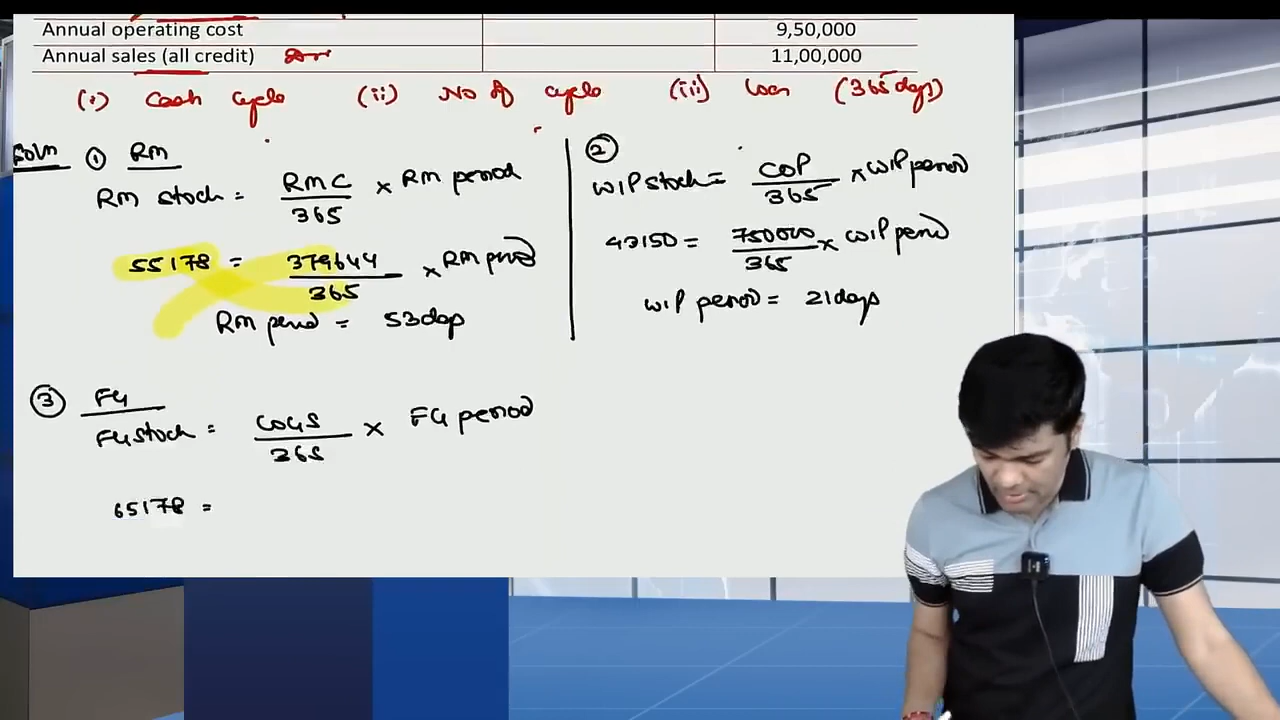 Annual operating cost 9,50,000
Annual sales (all credit) 11,00,000
(i) Cash cycle (ii) No of cycle (iii) Loan (365 days)
Soln ① RM
RM stock = RMC / 365 × RM period
55178 = 379644 / 365 × RM period
RM period = 53 days
②
WIP stock = COP / 365 × WIP period
43150 = 750000 / 365 × WIP period
WIP period = 21 days
③ FG
FG stock = COGS / 365 × FG period
65178 =